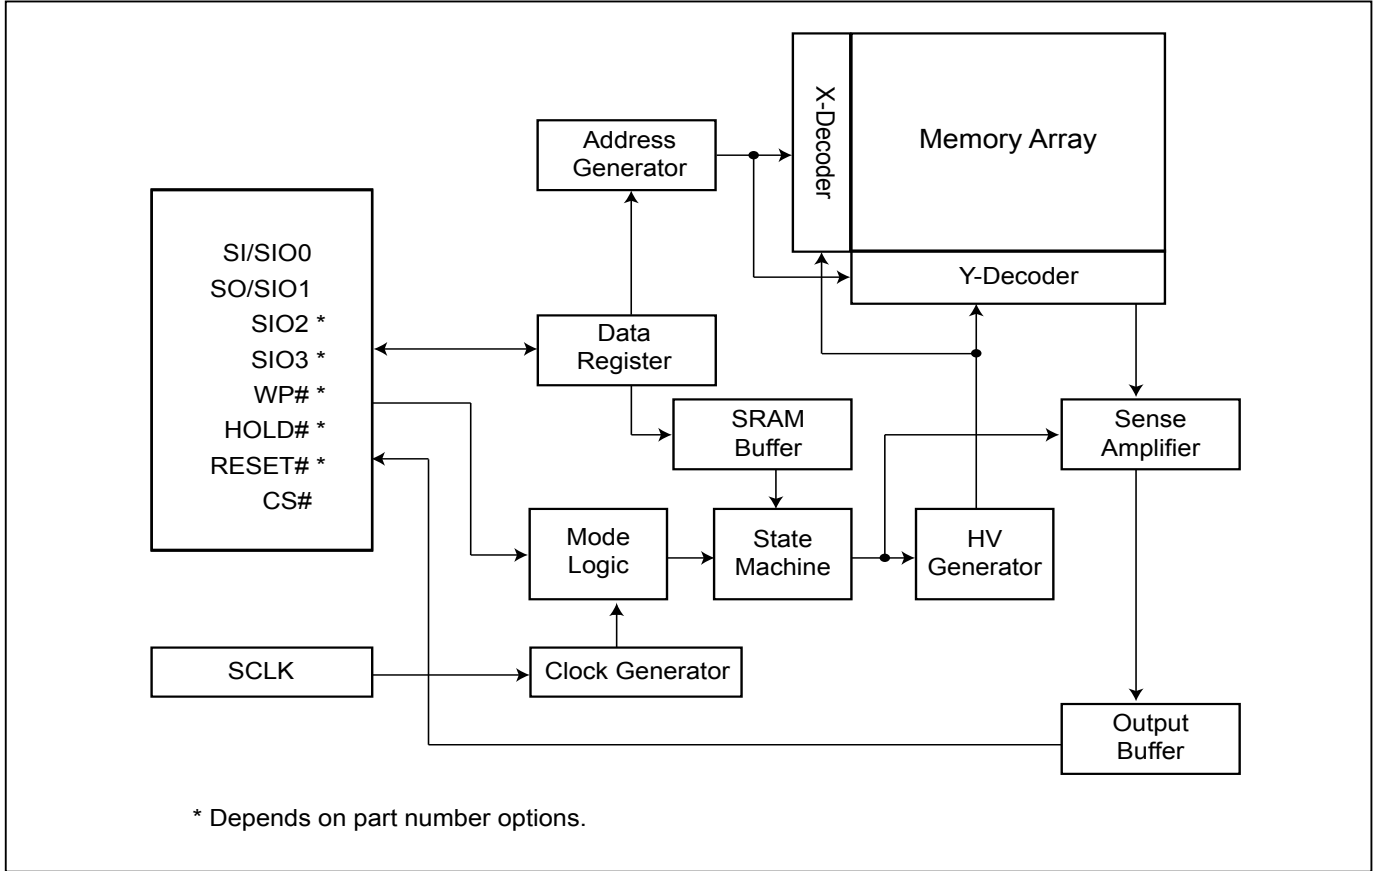 X-Decoder
Memory Array
Address
Generator
SI/SIO0
SO/SIO1
SIO2 *
SIO3 *
WP# *
HOLD# *
RESET# *
CS#
Y-Decoder
Data
Register
SRAM
Buffer
Sense
Amplifier
Mode
Logic
State
Machine
HV
Generator
SCLK
Clock Generator
Output
Buffer
* Depends on part number options.